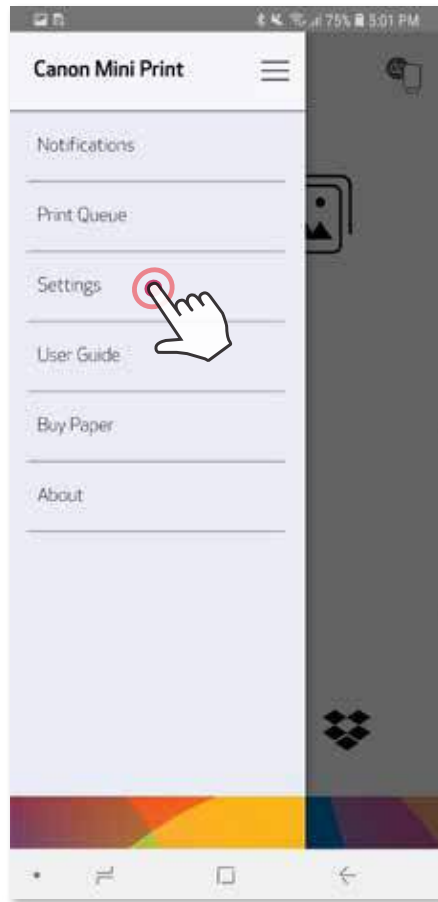 75% 5:01 PM
Canon Mini Print
Notifications
Print Queue
Settings
User Guide
Buy Paper
About